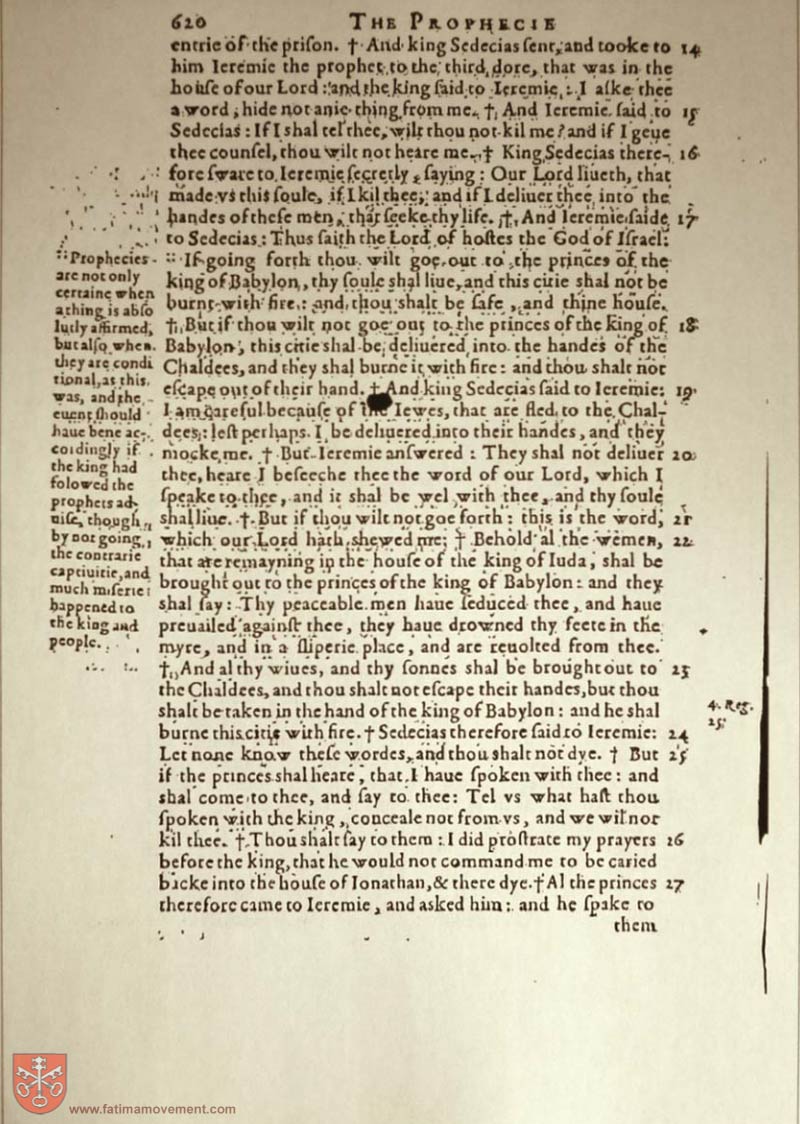 620 THE PROPHECIE
entrie of the prison. † And king Sedecias sent, and tooke to 14
him Ieremie the prophet to the third dore, that was in the
house of our Lord: and the king said to Ieremie: I aske thee
a word, hide not anie thing from me. † And Ieremie said to 15
Sedecias: If I shal tel thee, wilt thou not kil me? and if I geue
thee counsel, thou wilt not heare me. † King Sedecias there- 16
fore sware to Ieremie secretly, saying: Our Lord liueth, that
made vs this soule, if I kil thee, and if I deliuer thee into the
handes of these men, that seeke thy life. † And Ieremie saide 17
to Sedecias: Thus saith the Lord of hostes the God of Israel:
:: If going forth thou wilt goe out to the princes of the
king of Babylon, thy soule shal liue, and this citie shal not be
burnt with fire: and thou shalt be safe, and thine house.
† But if thou wilt not goe out to the princes of the king of 18
Babylon, this citie shal be deliuered into the handes of the
Chaldees, and they shal burne it with fire: and thou shalt not
escape out of their hand. † And king Sedecias said to Ieremie: 19
I am careful because of the Iewes, that are fled to the Chal-
dees: lest perhaps I be deliuered into their handes, and they
mocke me. † But Ieremie answered: They shal not deliuer 20
thee, heare I beseeche thee the word of our Lord, which I
speake to thee, and it shal be wel with thee, and thy soule
shal liue. † But if thou wilt not goe forth: this is the word, 21
which our Lord hath shewed me: † Behold al the wemen, 22
that are remayning in the house of the king of Iuda, shal be
brought out to the princes of the king of Babylon: and they
shal say: Thy peaceable men haue seduced thee, and haue
preuailed against thee, they haue drowned thy feete in the
myre, and in a sliperie place, and are reuolted from thee.
† And al thy wiues, and thy sonnes shal be brought out to 23
the Chaldees, and thou shalt not escape their handes, but thou
shalt be taken in the hand of the king of Babylon: and he shal
burne this citie with fire. † Sedecias therefore said to Ieremie: 24
Let none know these wordes, and thou shalt not dye. † But 25
if the princes shal heare, that I haue spoken with thee: and
shal come to thee, and say to thee: Tel vs what hast thou
spoken with the king, conceale not from vs, and we wil not
kil thee. † Thou shalt say to them: I did prostrate my prayers 26
before the king, that he would not command me to be caried
backe into the house of Ionathan, & there dye. † Al the princes 27
therefore came to Ieremie, and asked him: and he spake to
them
:: Prophecies
are not only
certaine when
a thing is abso
lutly affirmed,
but also when
they are condi
tional, as this
was, and the
euent should
haue bene ac-
cordingly if
the king had
folowed the
prophets ad-
uise, though
by not going,
the contrarie
captiuitie, and
much miserie
happened to
the king and
people.
4. Reg.
25.
www.fatimamovement.com